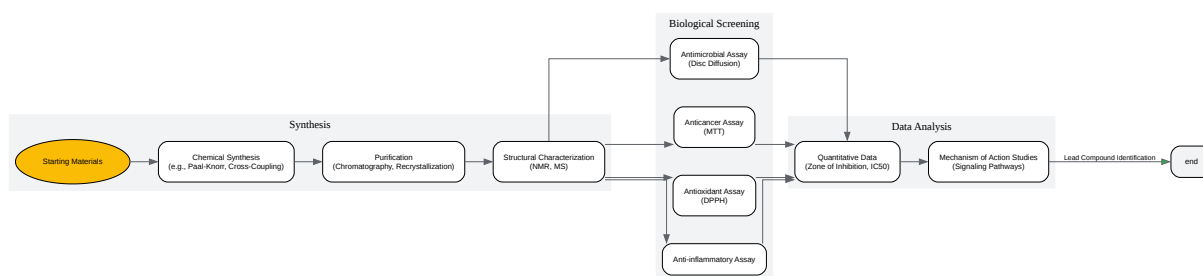 Biological Screening
Antimicrobial Assay
(Disc Diffusion)
Synthesis
Anticancer Assay
(MTT)
Data Analysis
Starting Materials
Chemical Synthesis
(e.g., Paal-Knorr, Cross-Coupling)
Purification
(Chromatography, Recrystallization)
Structural Characterization
(NMR, MS)
Quantitative Data
(Zone of Inhibition, IC50)
Mechanism of Action Studies
(Signaling Pathways)
Lead Compound Identification
end
Antioxidant Assay
(DPPH)
Anti-inflammatory Assay